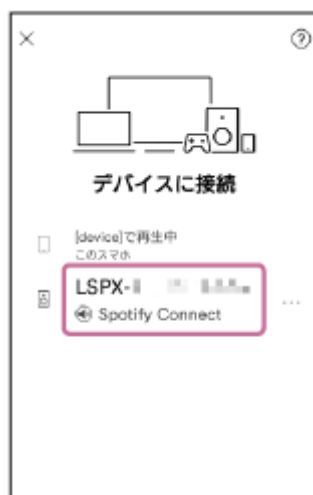 デバイスに接続
[device]で再生中
このスマホ
LSPX-
Spotify Connect